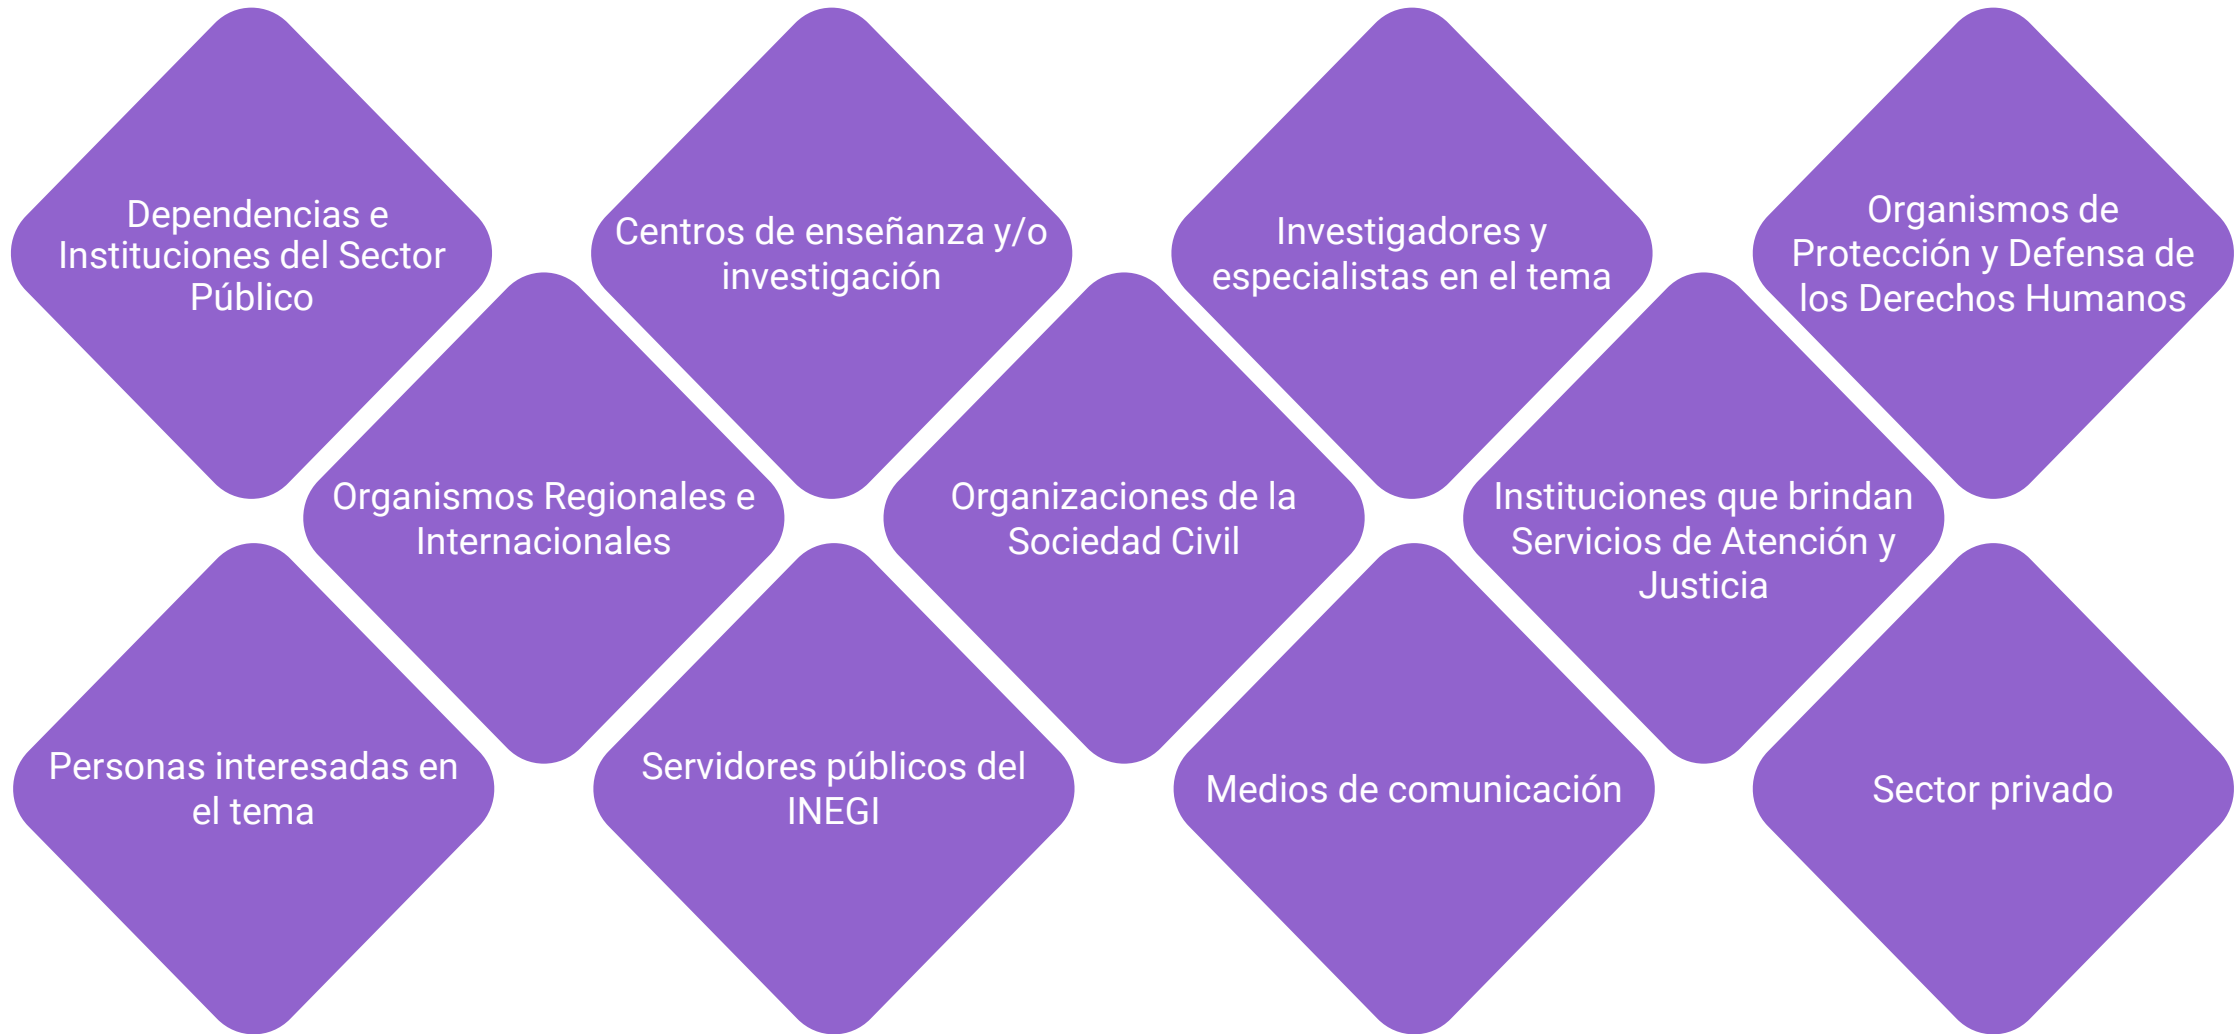 Dependencias e
Instituciones del Sector
Público
Centros de enseñanza y/o
investigación
Investigadores y
especialistas en el tema
Organismos de
Protección y Defensa de
los Derechos Humanos
Organismos Regionales e
Internacionales
Organizaciones de la
Sociedad Civil
Instituciones que brindan
Servicios de Atención y
Justicia
Personas interesadas en
el tema
Servidores públicos del
INEGI
Medios de comunicación
Sector privado